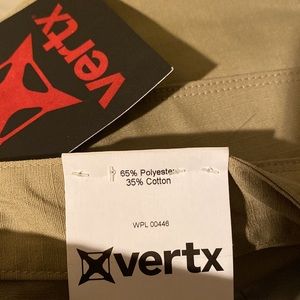 vertx
65% Polyester
35% Cotton
WPL 00446
vertx